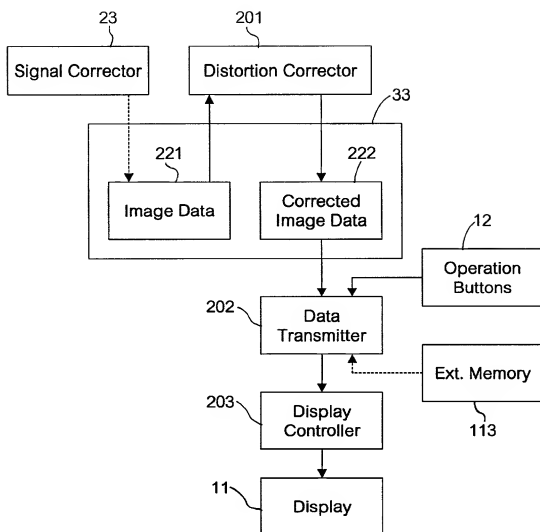 23
201
Signal Corrector
Distortion Corrector
33
221
222
Image Data
Corrected
Image Data
12
Operation
Buttons
202
Data
Transmitter
Ext. Memory
113
203
Display
Controller
11
Display